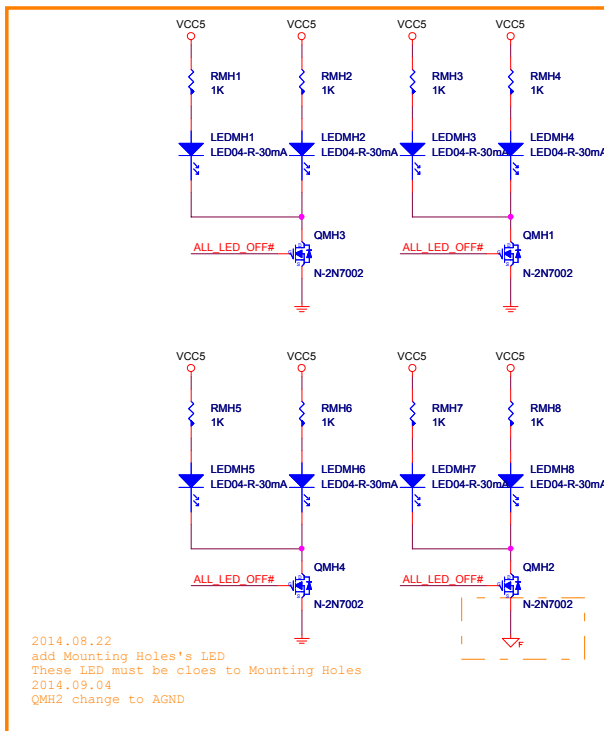 VCC5 VCC5 VCC5 VCC5
RMH1 RMH2 RMH3 RMH4
1K 1K 1K 1K
LEDMH1 LEDMH2 LEDMH3 LEDMH4
LED04-R-30mA LED04-R-30mA LED04-R-30mA LED04-R-30mA
QMH3 QMH1
ALL_LED_OFF# ALL_LED_OFF#
G D S G D S
N-2N7002 N-2N7002
VCC5 VCC5 VCC5 VCC5
RMH5 RMH6 RMH7 RMH8
1K 1K 1K 1K
LEDMH5 LEDMH6 LEDMH7 LEDMH8
LED04-R-30mA LED04-R-30mA LED04-R-30mA LED04-R-30mA
QMH4 QMH2
ALL_LED_OFF# ALL_LED_OFF#
G D S G D S
N-2N7002 N-2N7002
F
2014.08.22
add Mounting Holes's LED
These LED must be cloes to Mounting Holes
2014.09.04
QMH2 change to AGND